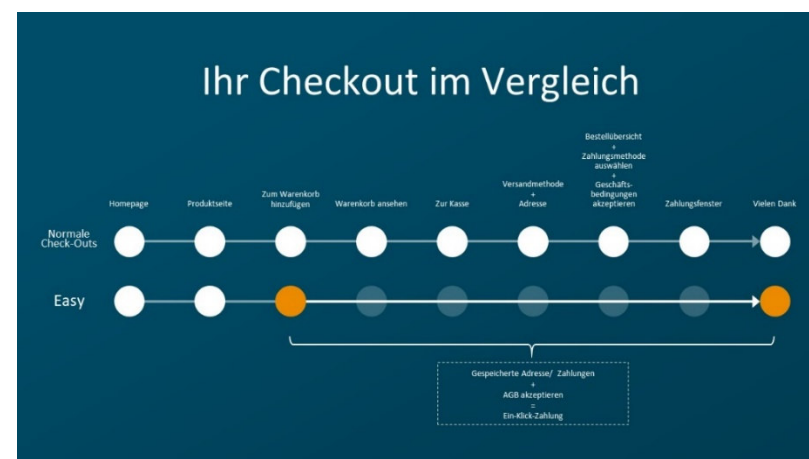 Ihr Checkout im Vergleich
Homepage
Produktseite
Zum Warenkorb
hinzufügen
Warenkorb ansehen
Zur Kasse
Versandmethode
+
Adresse
Bestellübersicht
+
Zahlungsmethode
auswählen
+
Geschäfts-
bedingungen
akzeptieren
Zahlungsfenster
Vielen Dank
Normale
Check-Outs
Easy
Gespeicherte Adresse/ Zahlungen
+
AGB akzeptieren
=
Ein-Klick-Zahlung